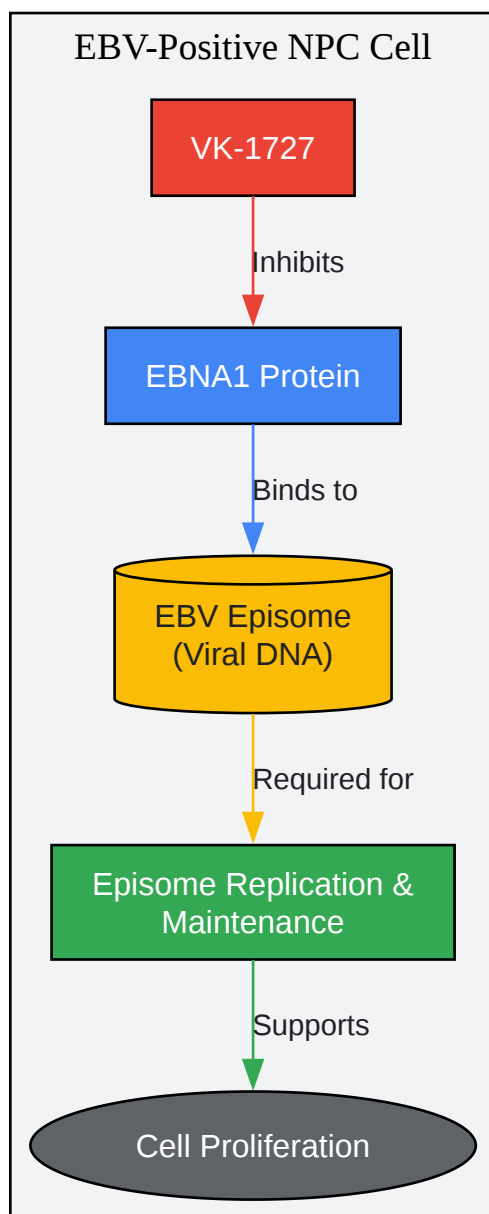 EBV-Positive NPC Cell
VK-1727
Inhibits
EBNA1 Protein
Binds to
EBV Episome
(Viral DNA)
Required for
Episome Replication &
Maintenance
Supports
Cell Proliferation